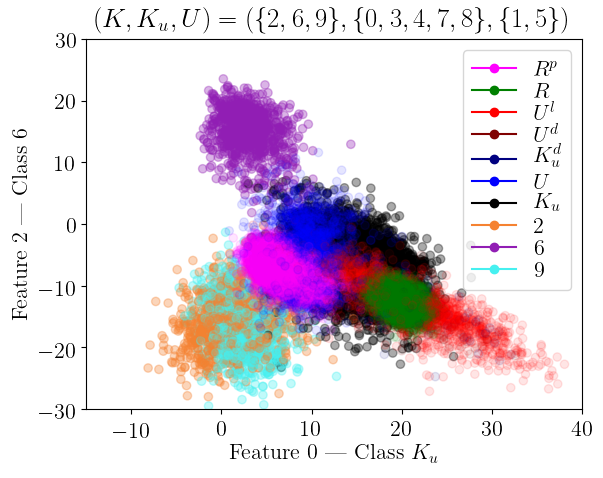 (K, K_u, U) = ({2, 6, 9}, {0, 3, 4, 7, 8}, {1, 5})
30
20
10
0
−10
−20
−30
Feature 2 — Class 6
R^p
R
U^l
U^d
K_u^d
U
K_u
2
6
9
−10 0 10 20 30 40
Feature 0 — Class K_u